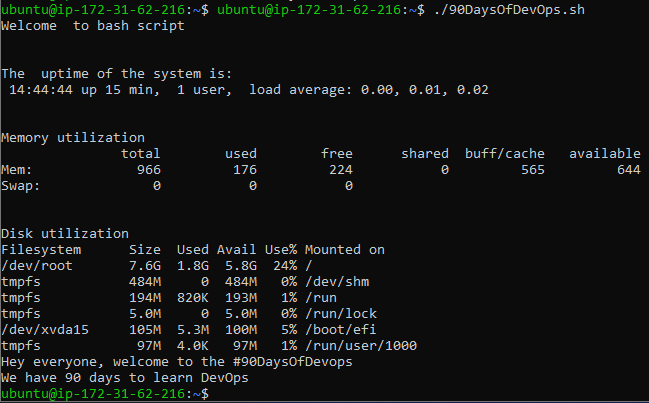 ubuntu@ip-172-31-62-216:~$ ubuntu@ip-172-31-62-216:~$ ./90DaysOfDevOps.sh
Welcome  to bash script


The  uptime of the system is:
 14:44:44 up 15 min,  1 user,  load average: 0.00, 0.01, 0.02


Memory utilization
               total        used        free      shared  buff/cache   available
Mem:             966         176         224           0         565         644
Swap:              0           0           0


Disk utilization
Filesystem      Size  Used Avail Use% Mounted on
/dev/root       7.6G  1.8G  5.8G  24% /
tmpfs           484M     0  484M   0% /dev/shm
tmpfs           194M  820K  193M   1% /run
tmpfs           5.0M     0  5.0M   0% /run/lock
/dev/xvda15     105M  5.3M  100M   5% /boot/efi
tmpfs            97M  4.0K   97M   1% /run/user/1000
Hey everyone, welcome to the #90DaysOfDevops
We have 90 days to learn DevOps
ubuntu@ip-172-31-62-216:~$